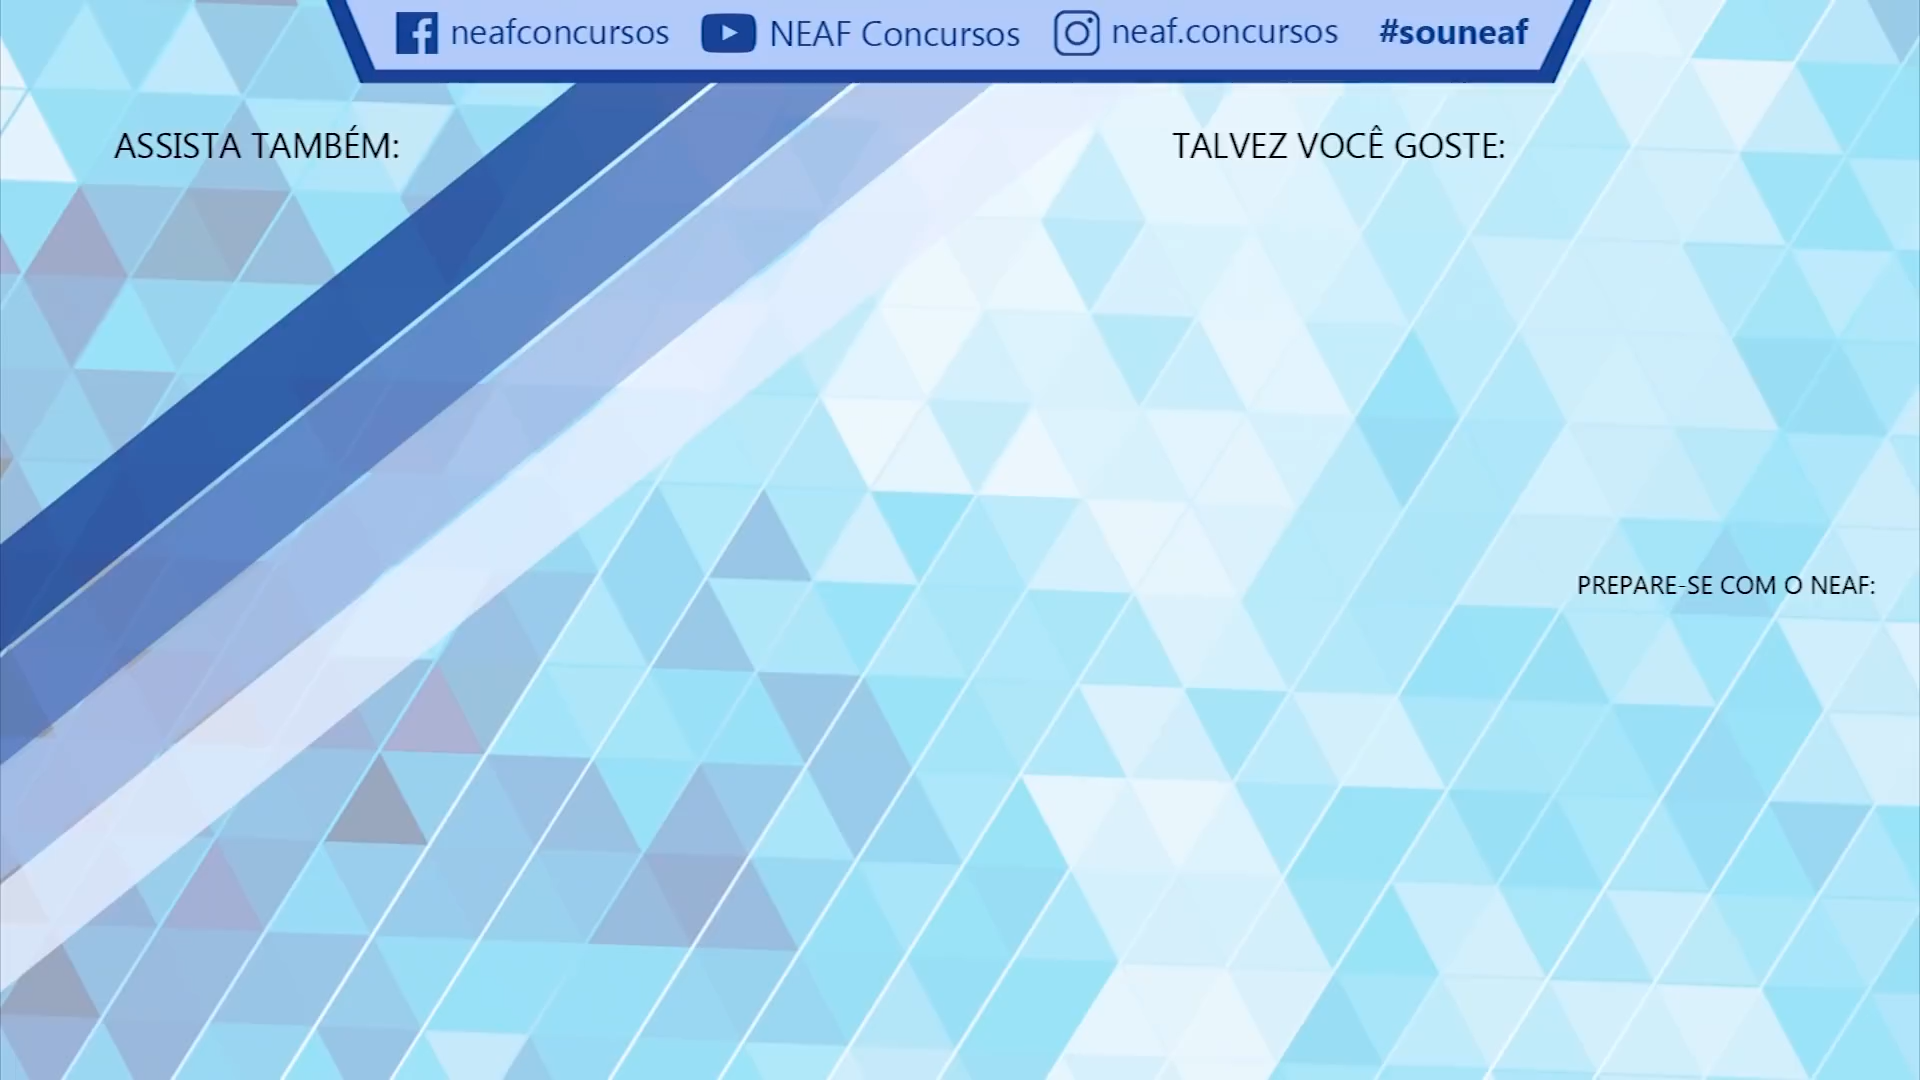 neafconcursos NEAF Concursos neaf.concursos #souneaf
ASSISTA TAMBÉM:
TALVEZ VOCÊ GOSTE:
PREPARE-SE COM O NEAF: